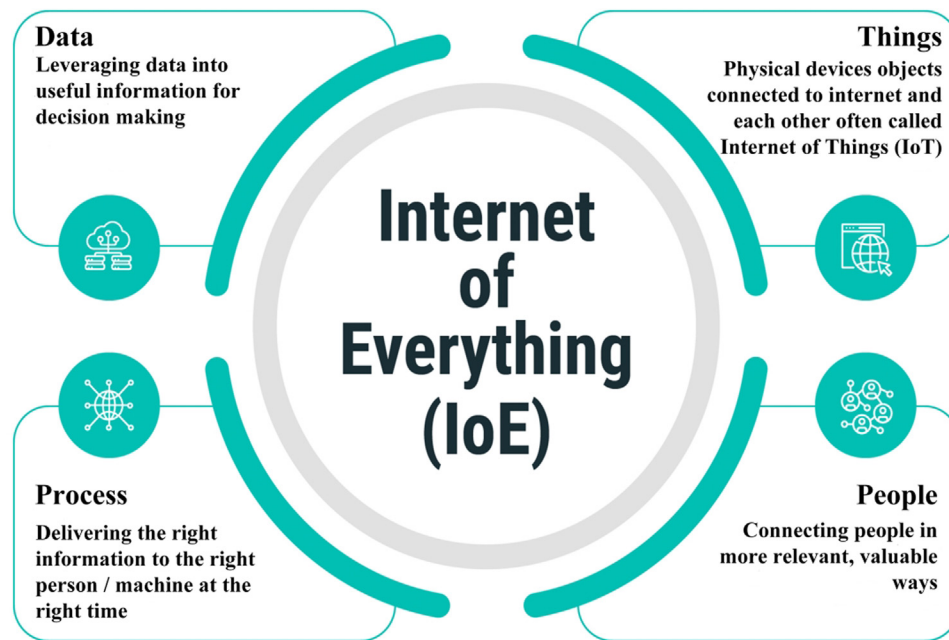 Data
Leveraging data into
useful information for
decision making
Things
Physical devices objects
connected to internet and
each other often called
Internet of Things (IoT)
Internet
of
Everything
(IoE)
Process
Delivering the right
information to the right
person / machine at the
right time
People
Connecting people in
more relevant, valuable
ways